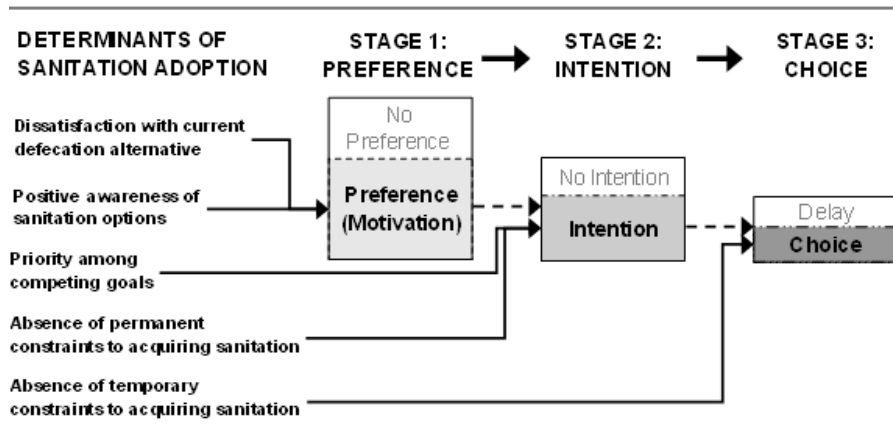 DETERMINANTS OF
SANITATION ADOPTION
STAGE 1:
PREFERENCE
STAGE 2:
INTENTION
STAGE 3:
CHOICE
Dissatisfaction with current
defecation alternative
Positive awareness of
sanitation options
Priority among
competing goals
Absence of permanent
constraints to acquiring sanitation
Absence of temporary
constraints to acquiring sanitation
No
Preference
Preference
(Motivation)
No Intention
Intention
Delay
Choice